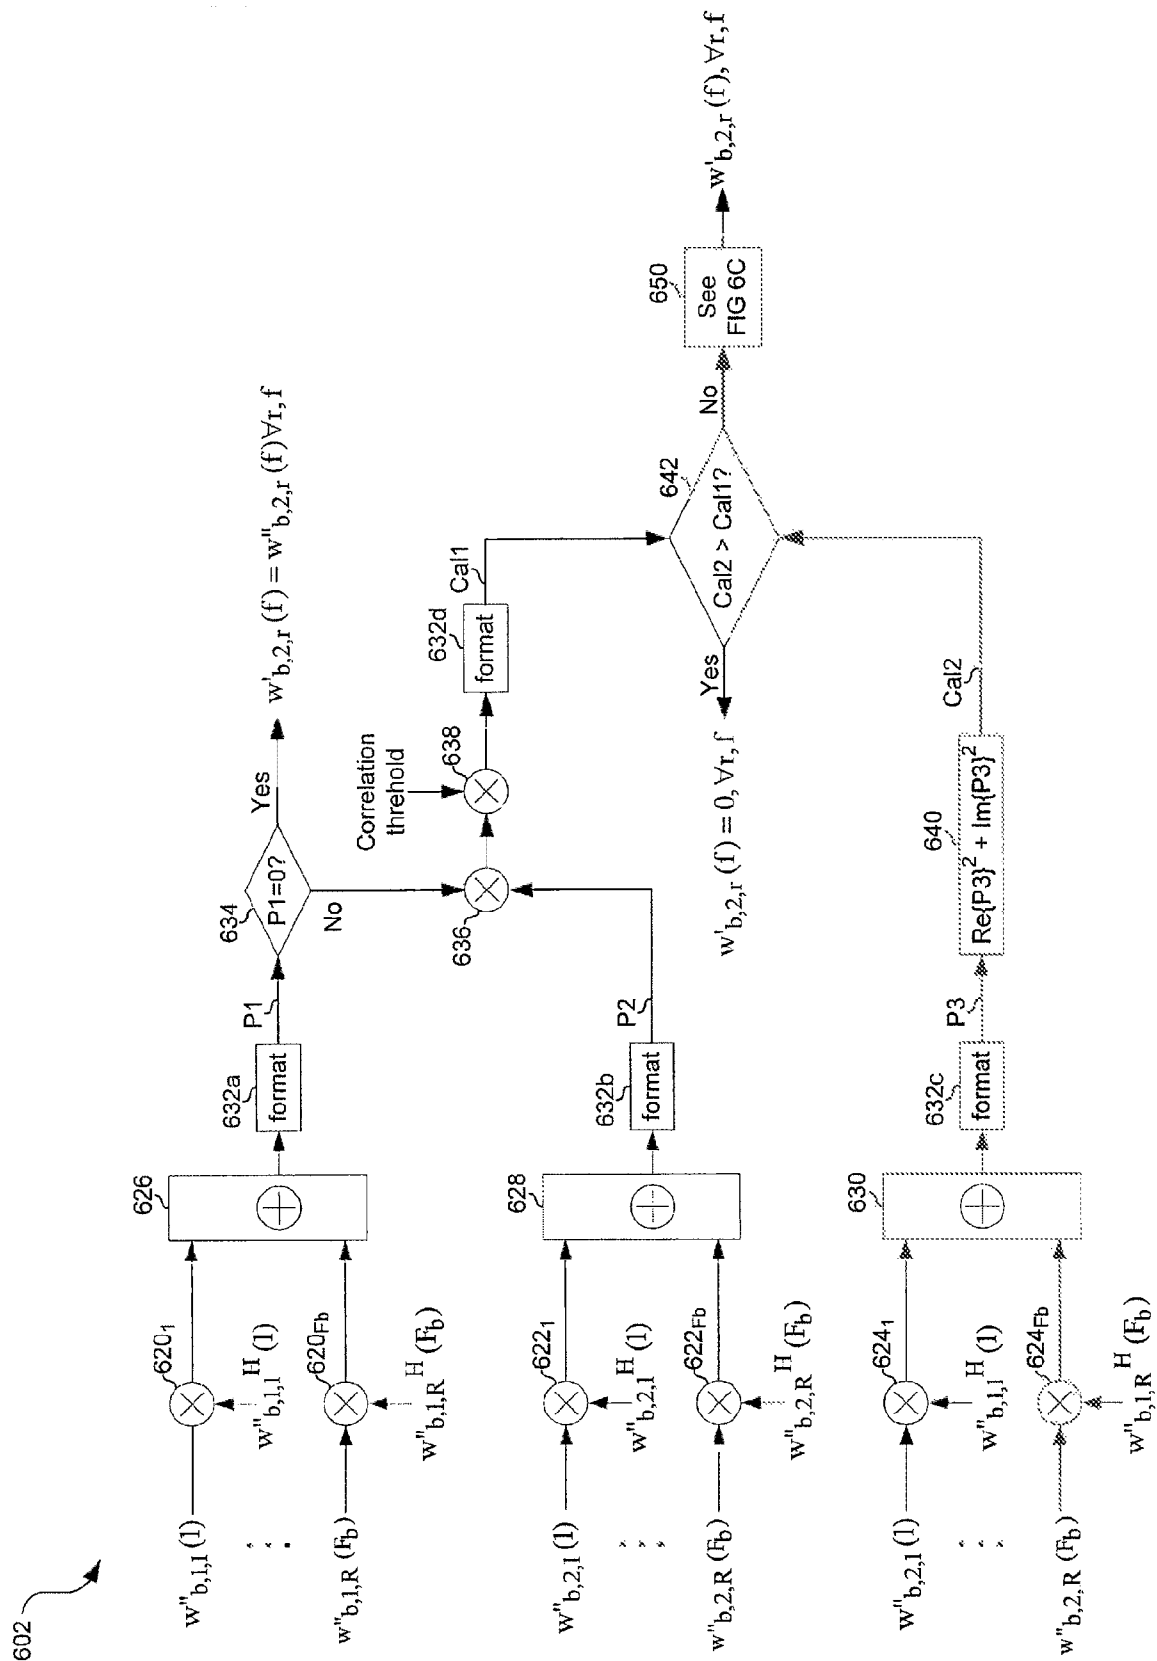 602
w''b,1,1(1)
w''b,1,1^H(1)
620₁
w''b,1,R(Fb)
w''b,1,R^H(Fb)
620Fb
626
632a
format
P1
634
P1=0?
Yes
w'b,2,r(f) = w''b,2,r(f)∀r,f
No
w''b,2,1(1)
w''b,2,1^H(1)
622₁
w''b,2,R(Fb)
w''b,2,R^H(Fb)
622Fb
628
632b
format
P2
636
638
Correlation
threhold
632d
format
Cal1
w''b,2,1(1)
w''b,1,1^H(1)
624₁
w''b,2,R(Fb)
w''b,1,R^H(Fb)
624Fb
630
632c
format
P3
640
Re{P3}² + Im{P3}²
Cal2
642
Cal2 > Cal1?
Yes
w'b,2,r(f) = 0, ∀r,f
No
650
See
FIG 6C
w'b,2,r(f), ∀r,f